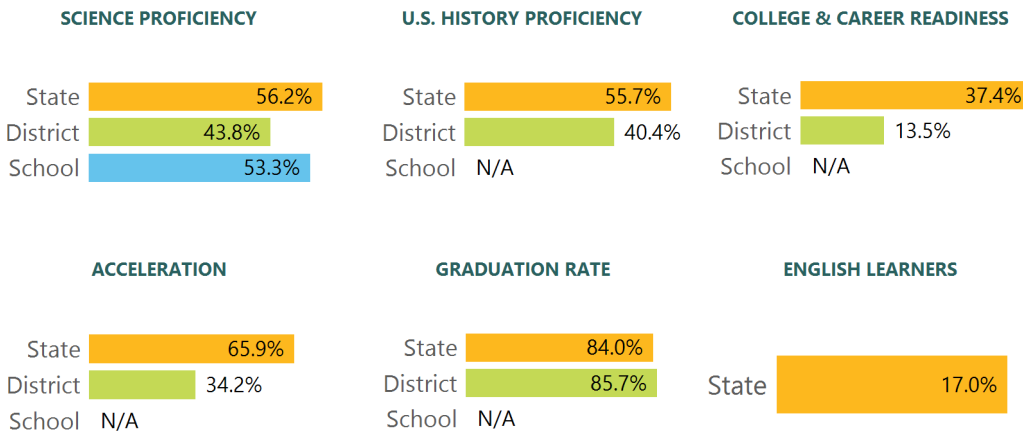 SCIENCE PROFICIENCY
State 56.2%
District 43.8%
School 53.3%
U.S. HISTORY PROFICIENCY
State 55.7%
District 40.4%
School N/A
COLLEGE & CAREER READINESS
State 37.4%
District 13.5%
School N/A
ACCELERATION
State 65.9%
District 34.2%
School N/A
GRADUATION RATE
State 84.0%
District 85.7%
School N/A
ENGLISH LEARNERS
State 17.0%